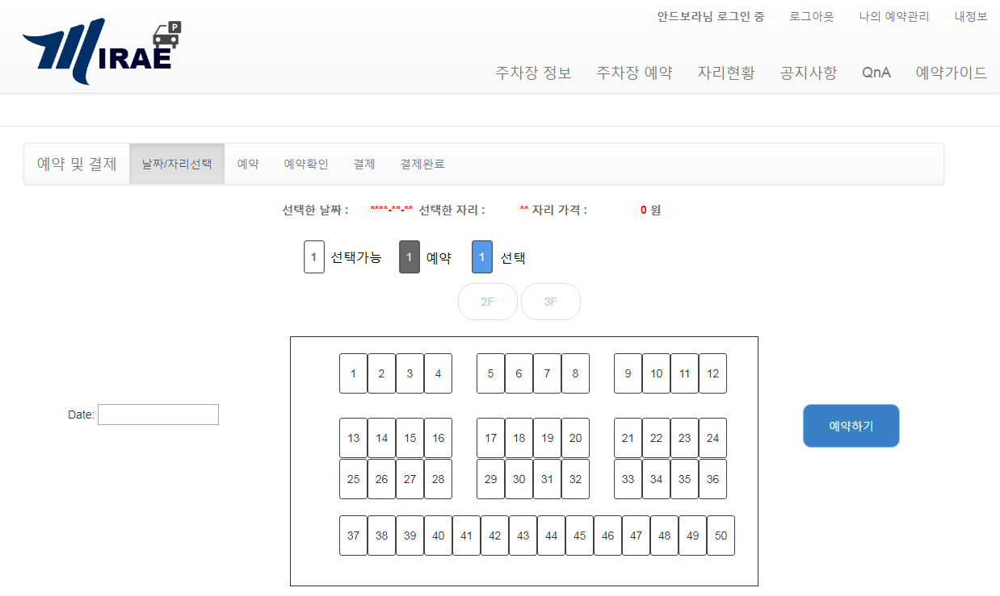 안드보라님 로그인 중 로그아웃 나의 예약관리 내정보
P
MIRAE
주차장 정보 주차장 예약 자리현황 공지사항 QnA 예약가이드
예약 및 결제 날짜/자리선택 예약 예약확인 결제 결제완료
선택한 날짜 : ****-**-** 선택한 자리 : ** 자리 가격 : 0 원
1 선택가능 1 예약 1 선택
2F 3F
1 2 3 4 5 6 7 8 9 10 11 12
Date: 예약하기
13 14 15 16 17 18 19 20 21 22 23 24
25 26 27 28 29 30 31 32 33 34 35 36
37 38 39 40 41 42 43 44 45 46 47 48 49 50